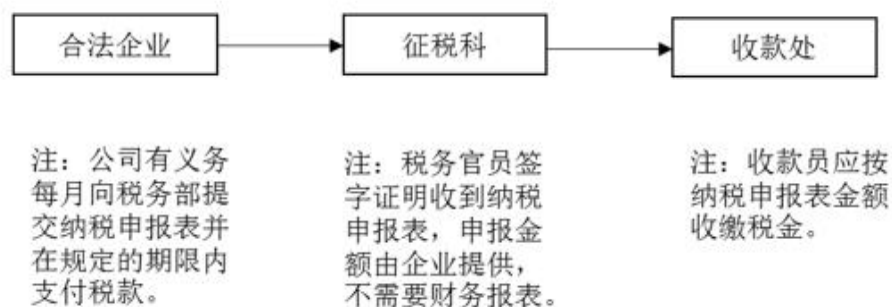 合法企业
征税科
收款处
注：公司有义务
每月向税务部提
交纳税申报表并
在规定的期限内
支付税款。
注：税务官员签
字证明收到纳税
申报表，申报金
额由企业提供，
不需要财务报表。
注：收款员应按
纳税申报表金额
收缴税金。